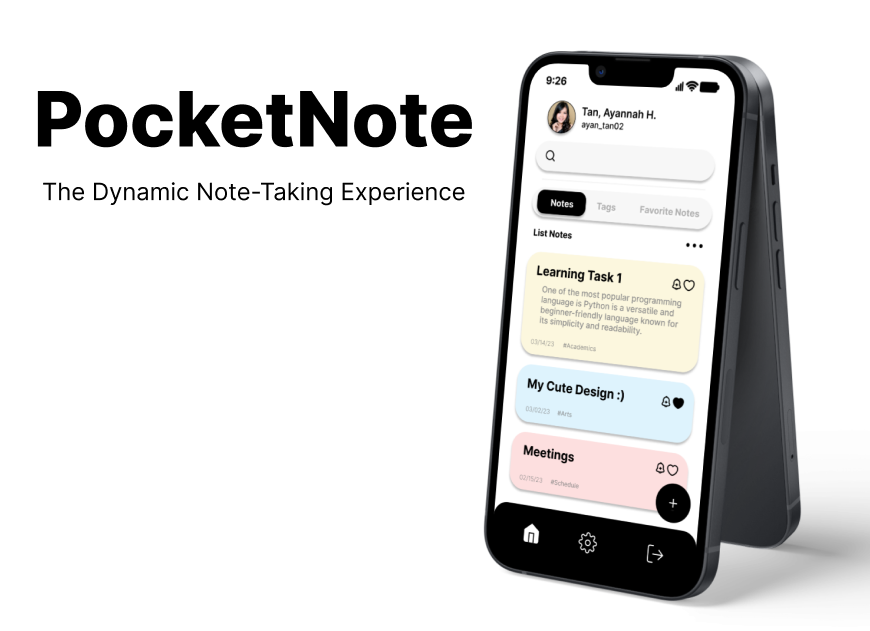 PocketNote
The Dynamic Note-Taking Experience
9:26
Tan, Ayannah H.
ayan_tan02
Notes Tags Favorite Notes
List Notes
Learning Task 1
One of the most popular programming
language is Python is a versatile and
beginner-friendly language known for
its simplicity and readability.
03/14/23 #Academics
My Cute Design :)
03/02/23 #Arts
Meetings
02/15/23 #Schedule